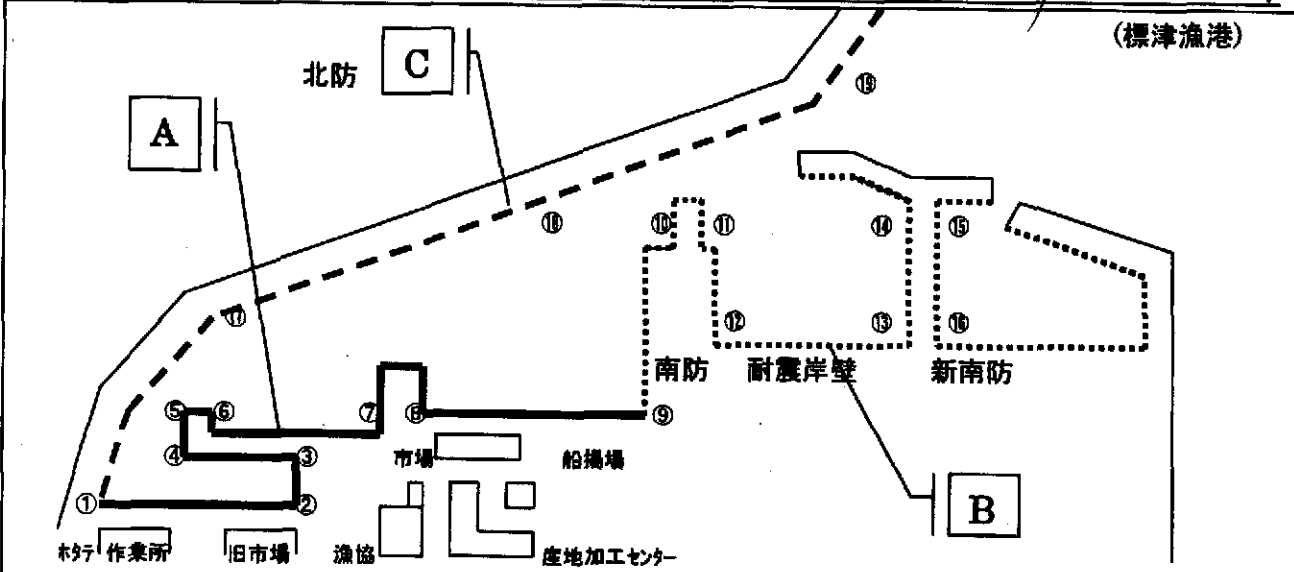 (標津漁港)
C
北防
A
⑲
⑱
⑩
⑪
⑭
⑮
⑰
⑫
⑬
⑯
南防
耐震岸壁
新南防
⑤
⑥
⑦
⑧
⑨
④
③
市場
船揚場
①
②
B
ホタテ
作業所
旧市場
漁協
産地加工センター